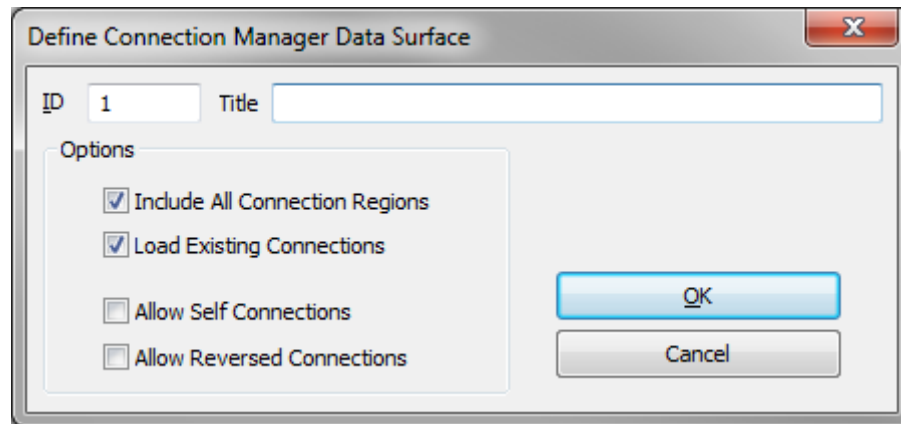 Define Connection Manager Data Surface
ID 1 Title
Options
Include All Connection Regions
Load Existing Connections
Allow Self Connections
OK
Allow Reversed Connections
Cancel